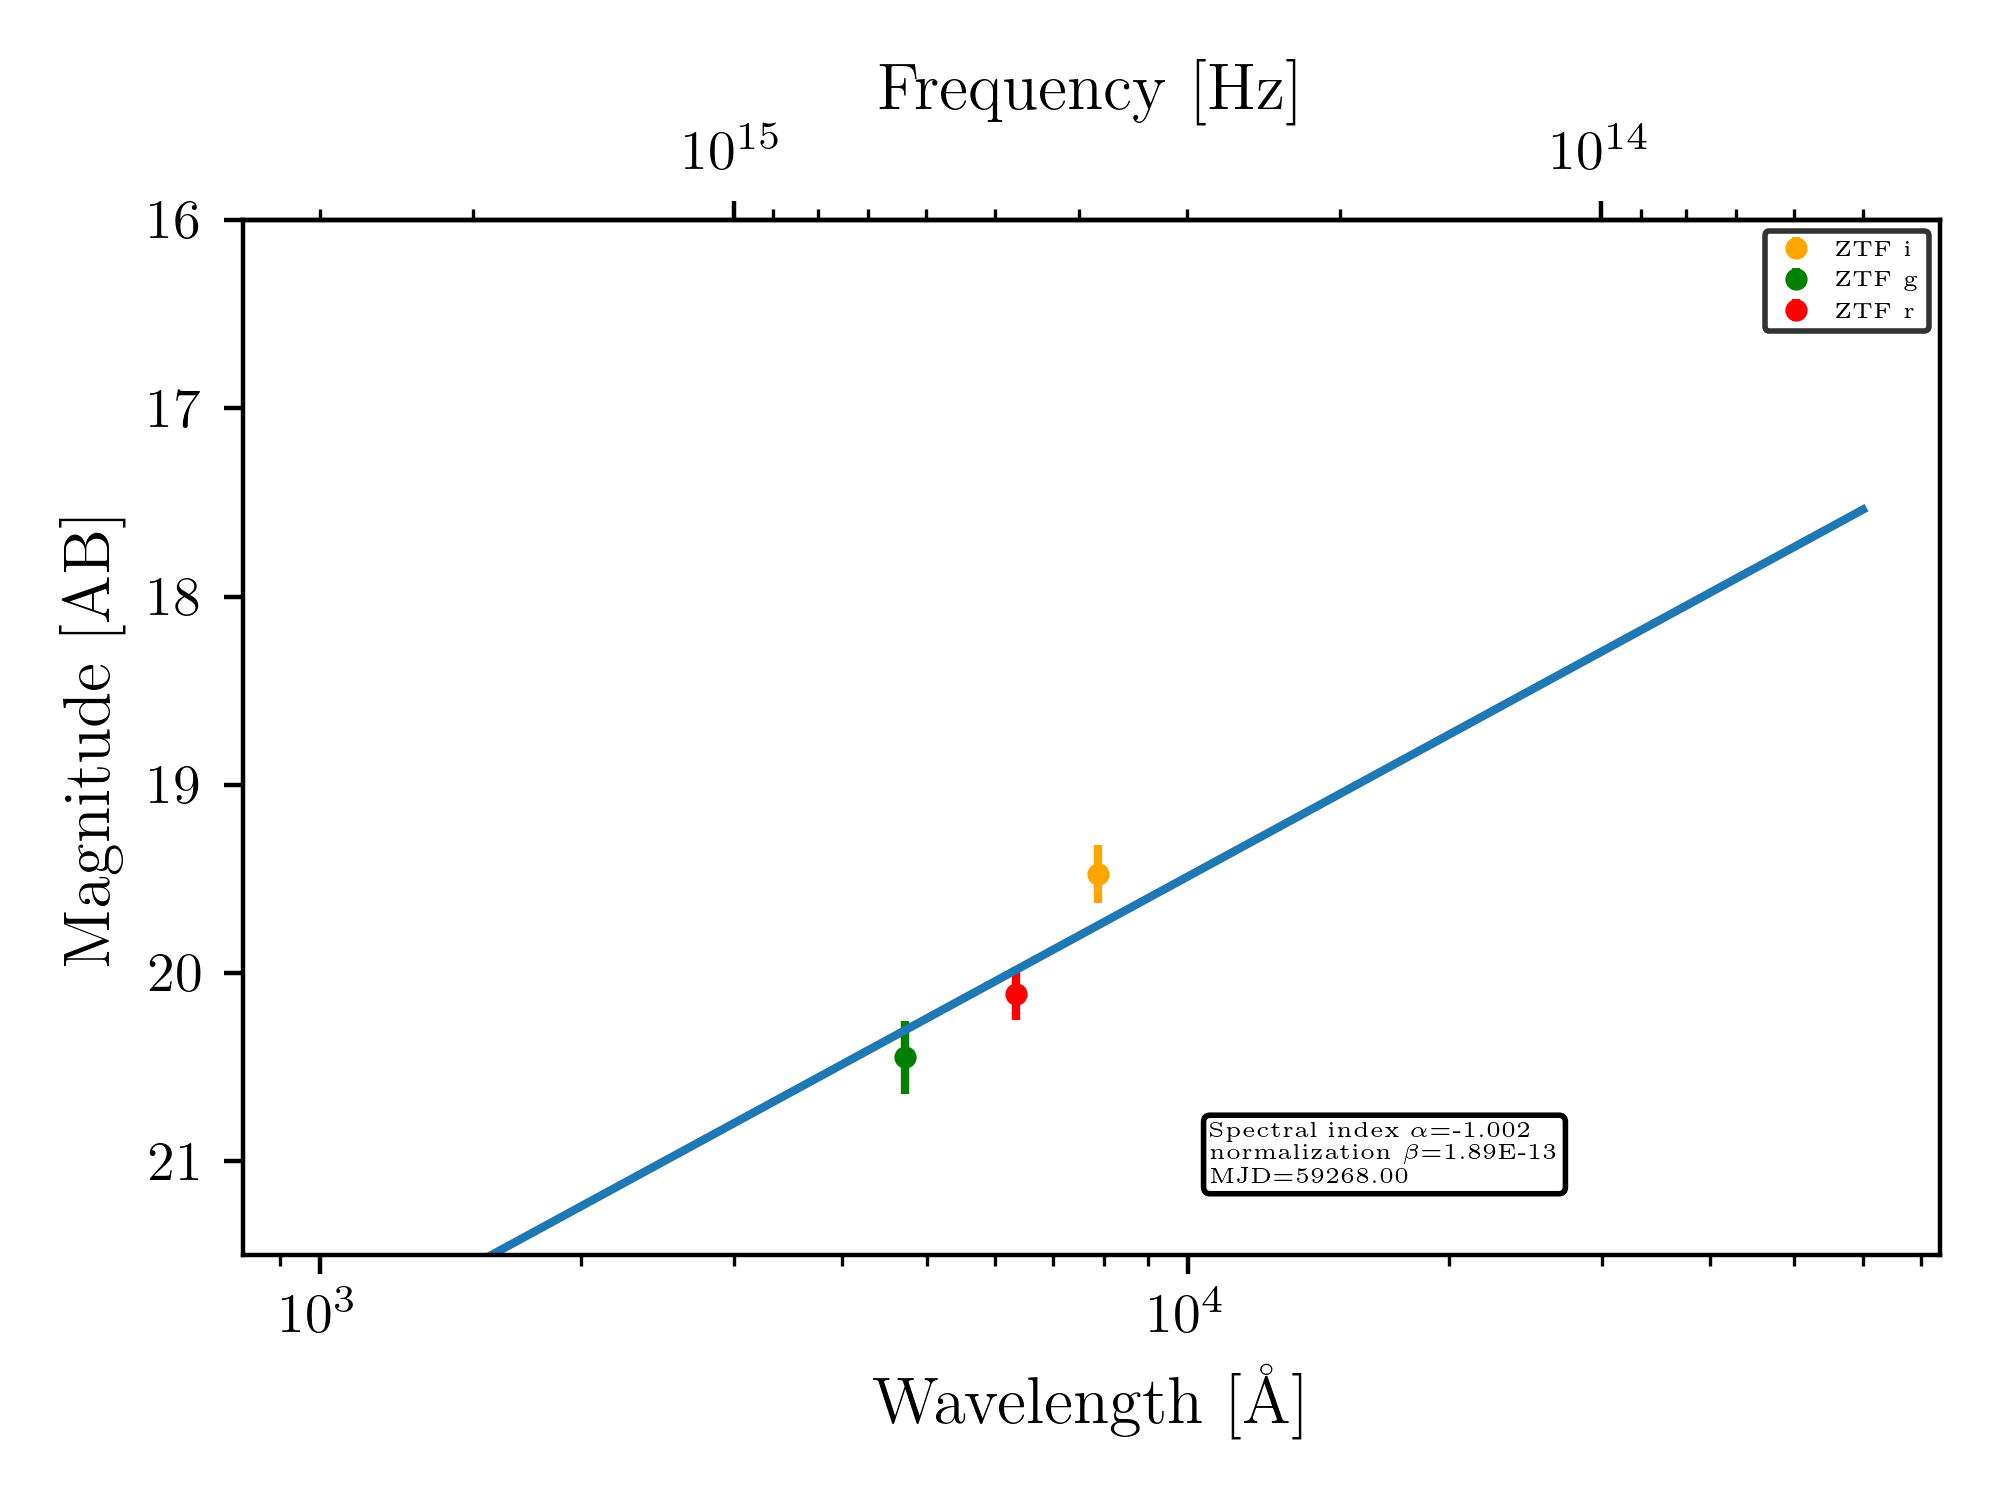 Frequency [Hz]
10^15 10^14
16
17
18
19
20
21
Magnitude [AB]
ZTF i
ZTF g
ZTF r
Spectral index α=-1.002
normalization β=1.89E-13
MJD=59268.00
10^3 10^4
Wavelength [Å]